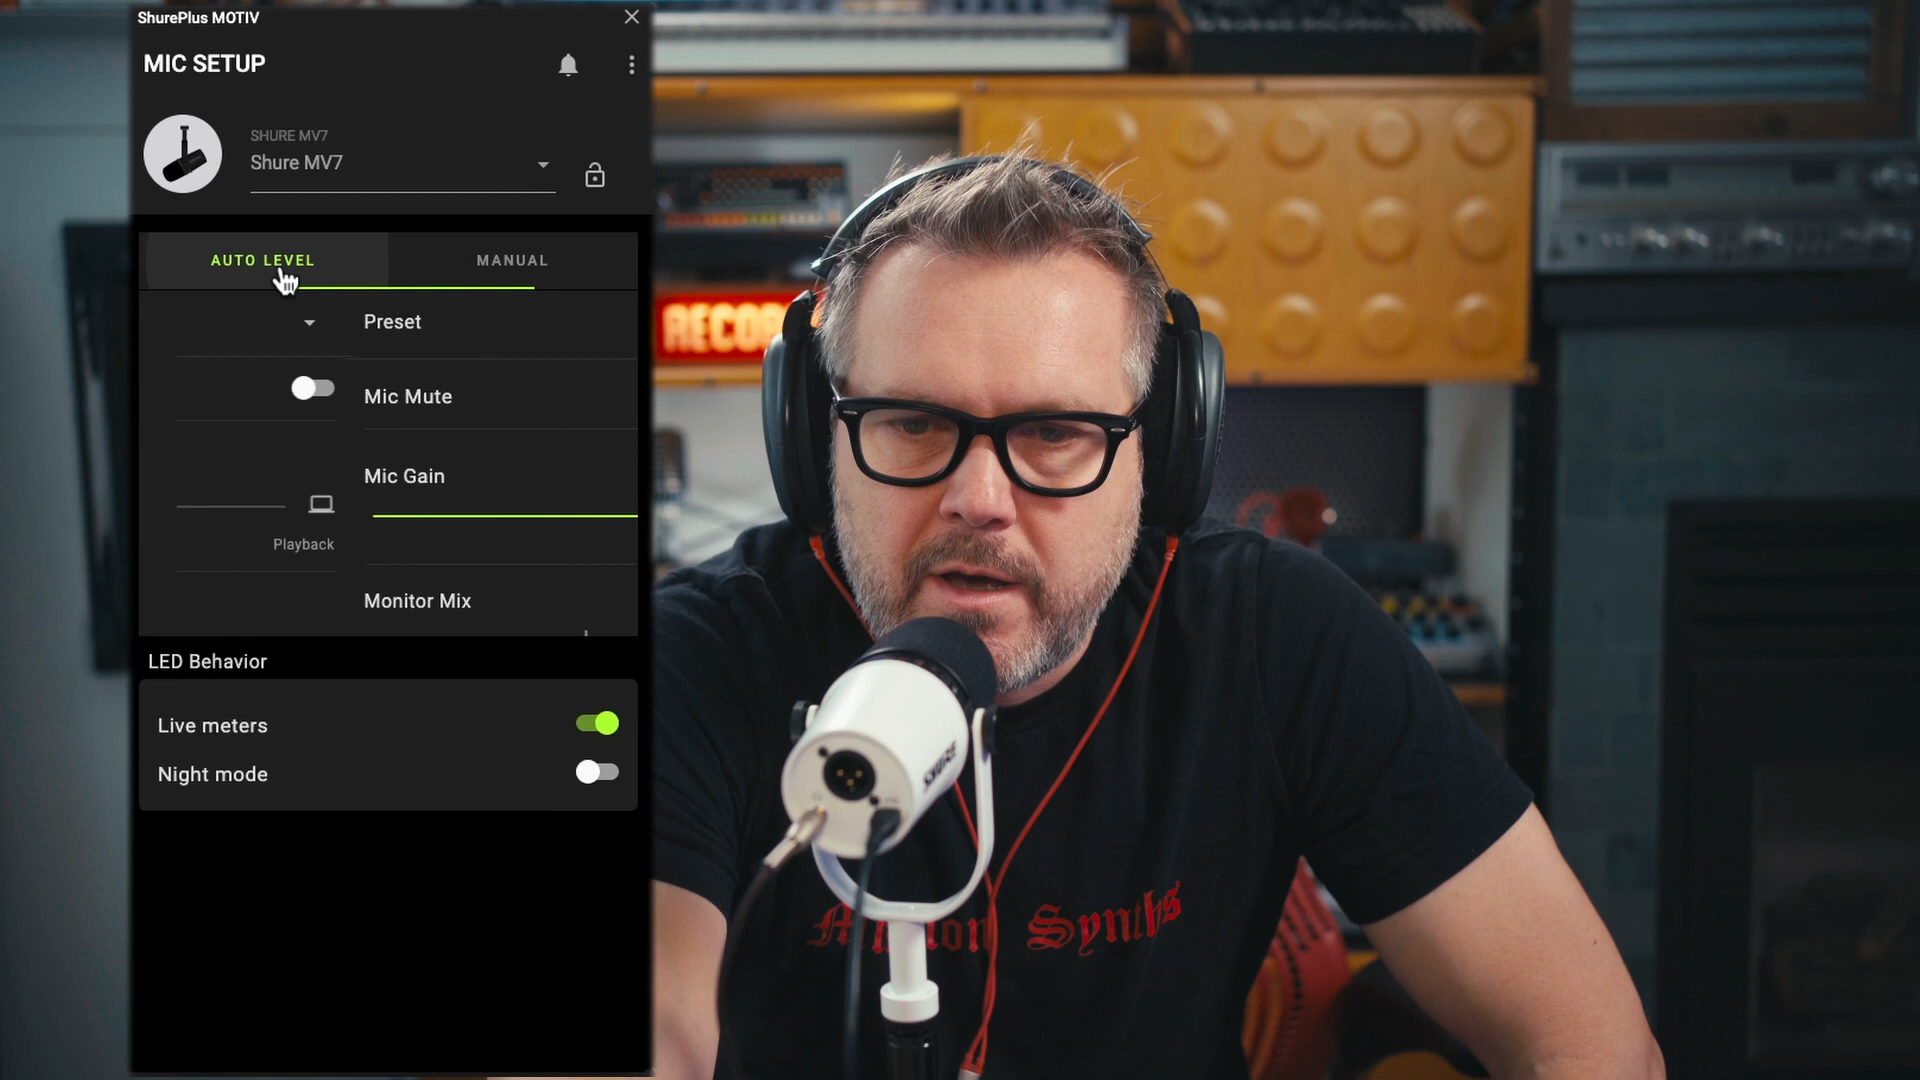 ShurePlus MOTIV
MIC SETUP
SHURE MV7
Shure MV7
AUTO LEVEL
MANUAL
Preset
Mic Mute
Mic Gain
Playback
Monitor Mix
LED Behavior
Live meters
Night mode
RECOR
SHURE
Synths